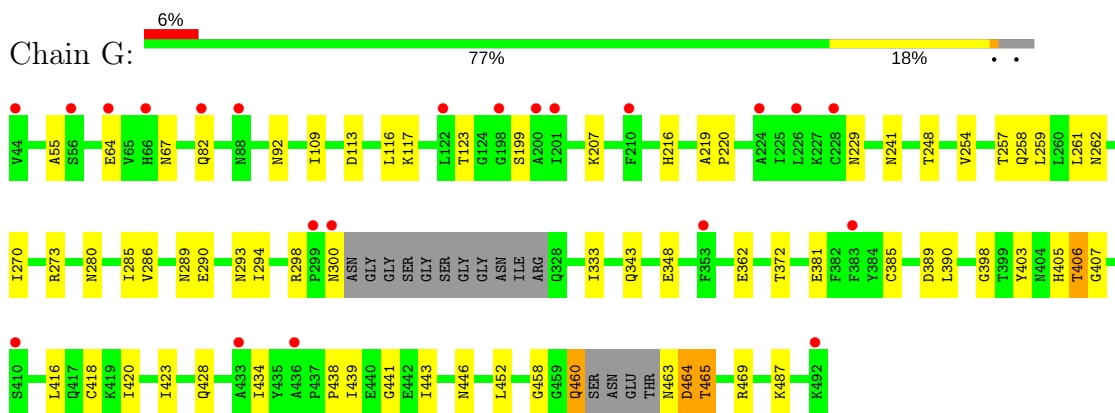 6%
Chain G:
77% 18% • •
V44 A55 S56 E64 V65 H66 N67 Q82 N88 N92 I109 D113 L116 K117 L122 T123 G124 G198 S199 A200 I201 K207 F210 H216 A219 P220 A224 I225 L226 K227 C228 N229 N241 T248 V254 T257 Q258 L259 L260 L261 N262
I270 R273 N280 I285 V286 N289 E290 N293 I294 R298 P299 N300 ASN GLY GLY SER GLY SER GLY GLY ASN ILE ARG Q328 I333 Q343 E348 F353 E362 T372 E381 F382 F383 Y384 C385 D389 L390 G398 T399 Y403 N404 H405 T406 G407
S410 L416 Q417 C418 K419 I420 I423 Q428 A433 I434 Y435 A436 P437 P438 I439 E440 G441 E442 I443 N446 L452 G458 G459 Q460 SER ASN GLU THR N463 D464 T465 R469 K487 K492